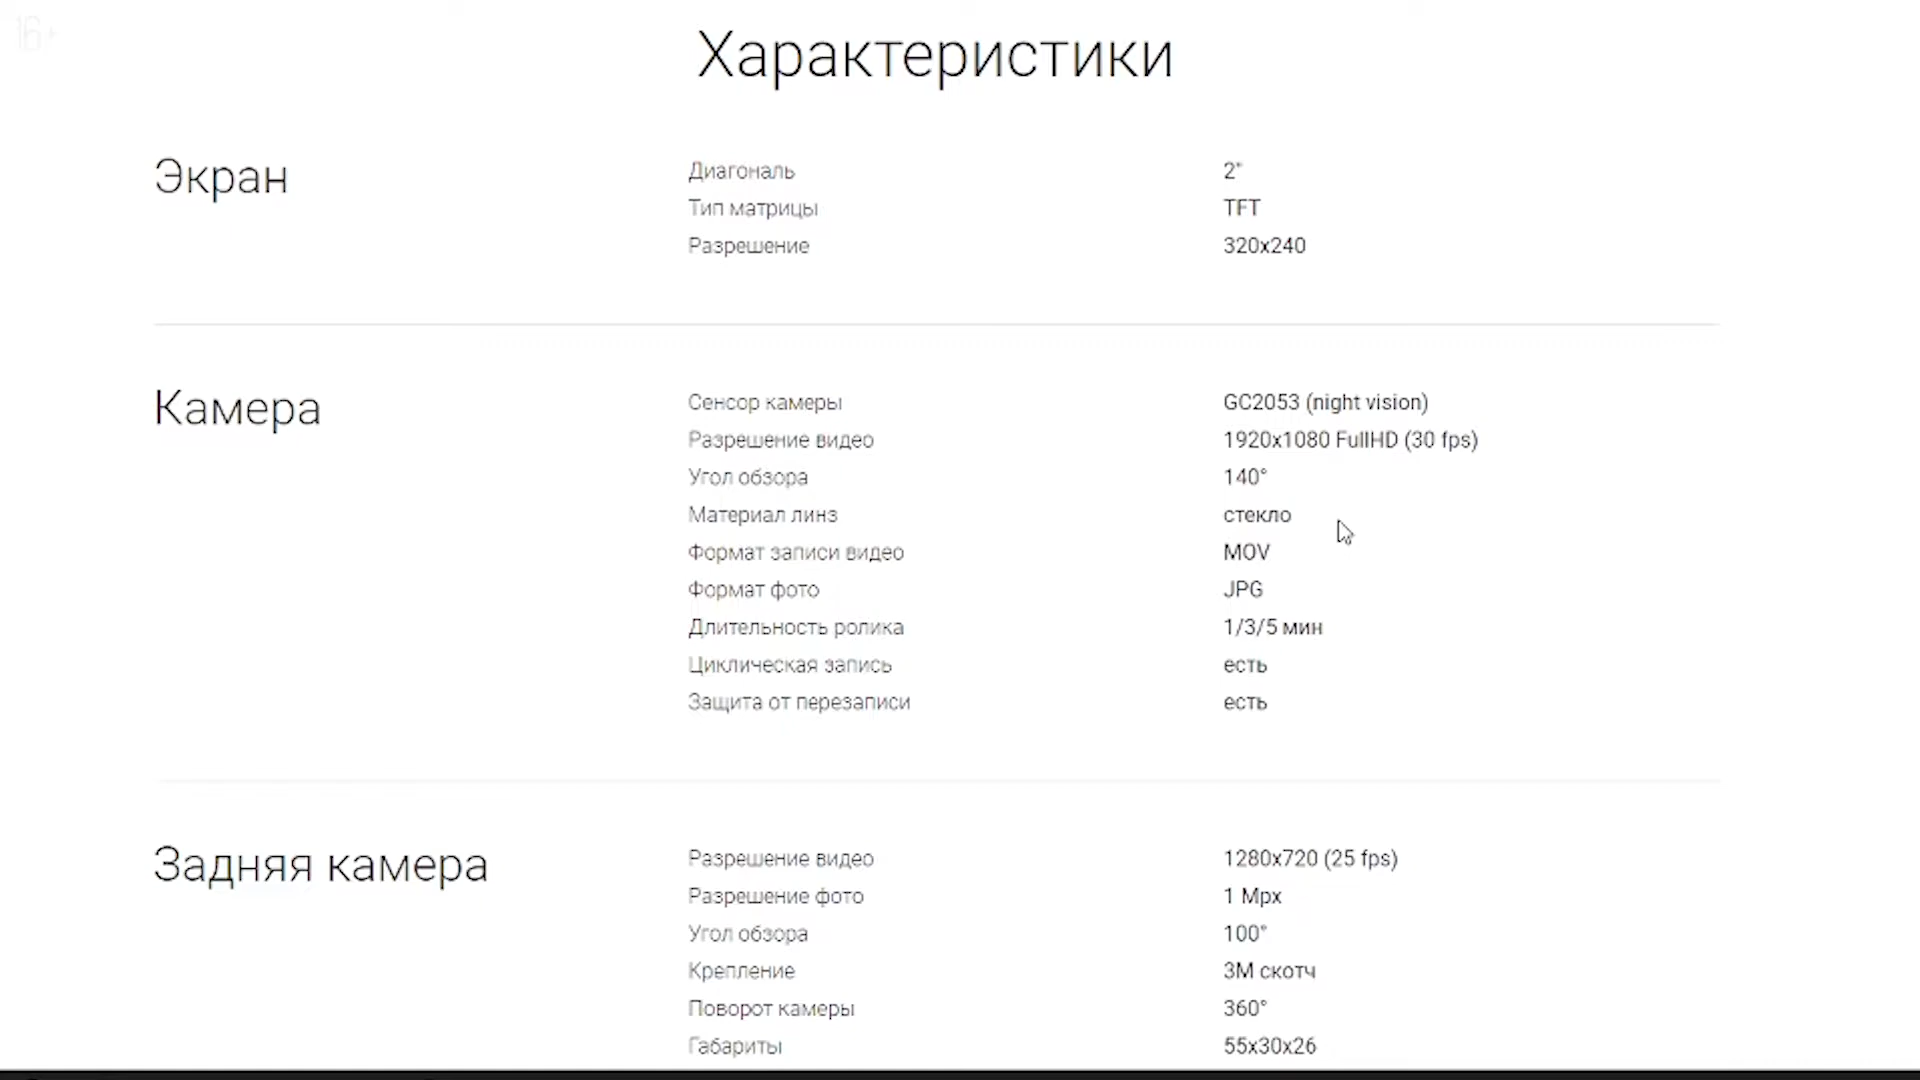 16+
Характеристики
Экран
Диагональ 2"
Тип матрицы TFT
Разрешение 320x240
Камера
Сенсор камеры GC2053 (night vision)
Разрешение видео 1920x1080 FullHD (30 fps)
Угол обзора 140°
Материал линз стекло
Формат записи видео MOV
Формат фото JPG
Длительность ролика 1/3/5 мин
Циклическая запись есть
Защита от перезаписи есть
Задняя камера
Разрешение видео 1280x720 (25 fps)
Разрешение фото 1 Mpx
Угол обзора 100°
Крепление 3M скотч
Поворот камеры 360°
Габариты 55x30x26